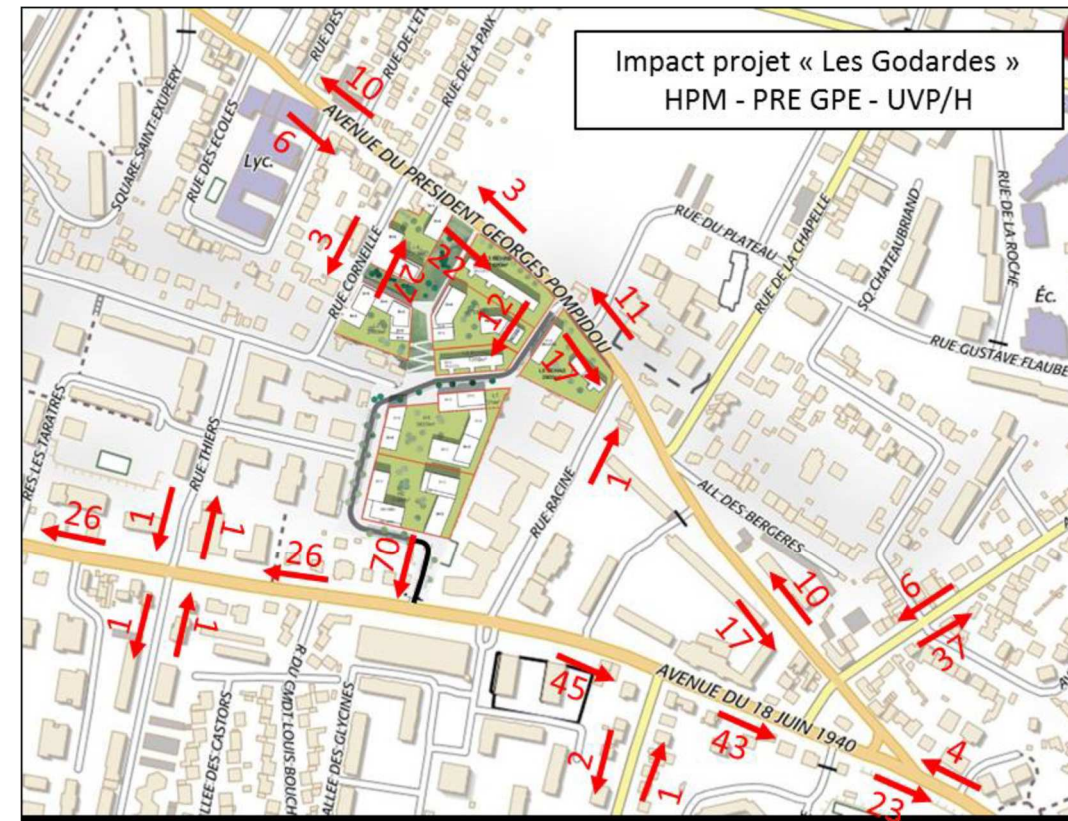 Impact projet « Les Godardes »
HPM - PRE GPE - UVP/H
SQUARE SAINT-EXUPERY
RUE DES ECOLES
Lyc.
RUE DES
RUE DE L'ET
RUE DE LA PAIX
10
AVENUE DU PRESIDENT GEORGES POMPIDOU
6
3
3
RUE CORNEILLE
27
22
12
11
17
RUE DU PLATEAU
RUE DE LA CHAPELLE
SQ. CHATEAUBRIAND
RUE DE LA ROCHE
Éc.
RUE GUSTAVE FLAUBE
RES LES TARATRES
RUE THIERS
RUE RACINE
1
ALL. DES BERGERES
26
1
1
26
70
10
6
37
17
1
1
45
AVENUE DU 18 JUIN 1940
43
2
1
4
23
ALLEE DES CASTORS
R. DU CMDT LOUIS BOUCH
ALLEE DES GLYCINES